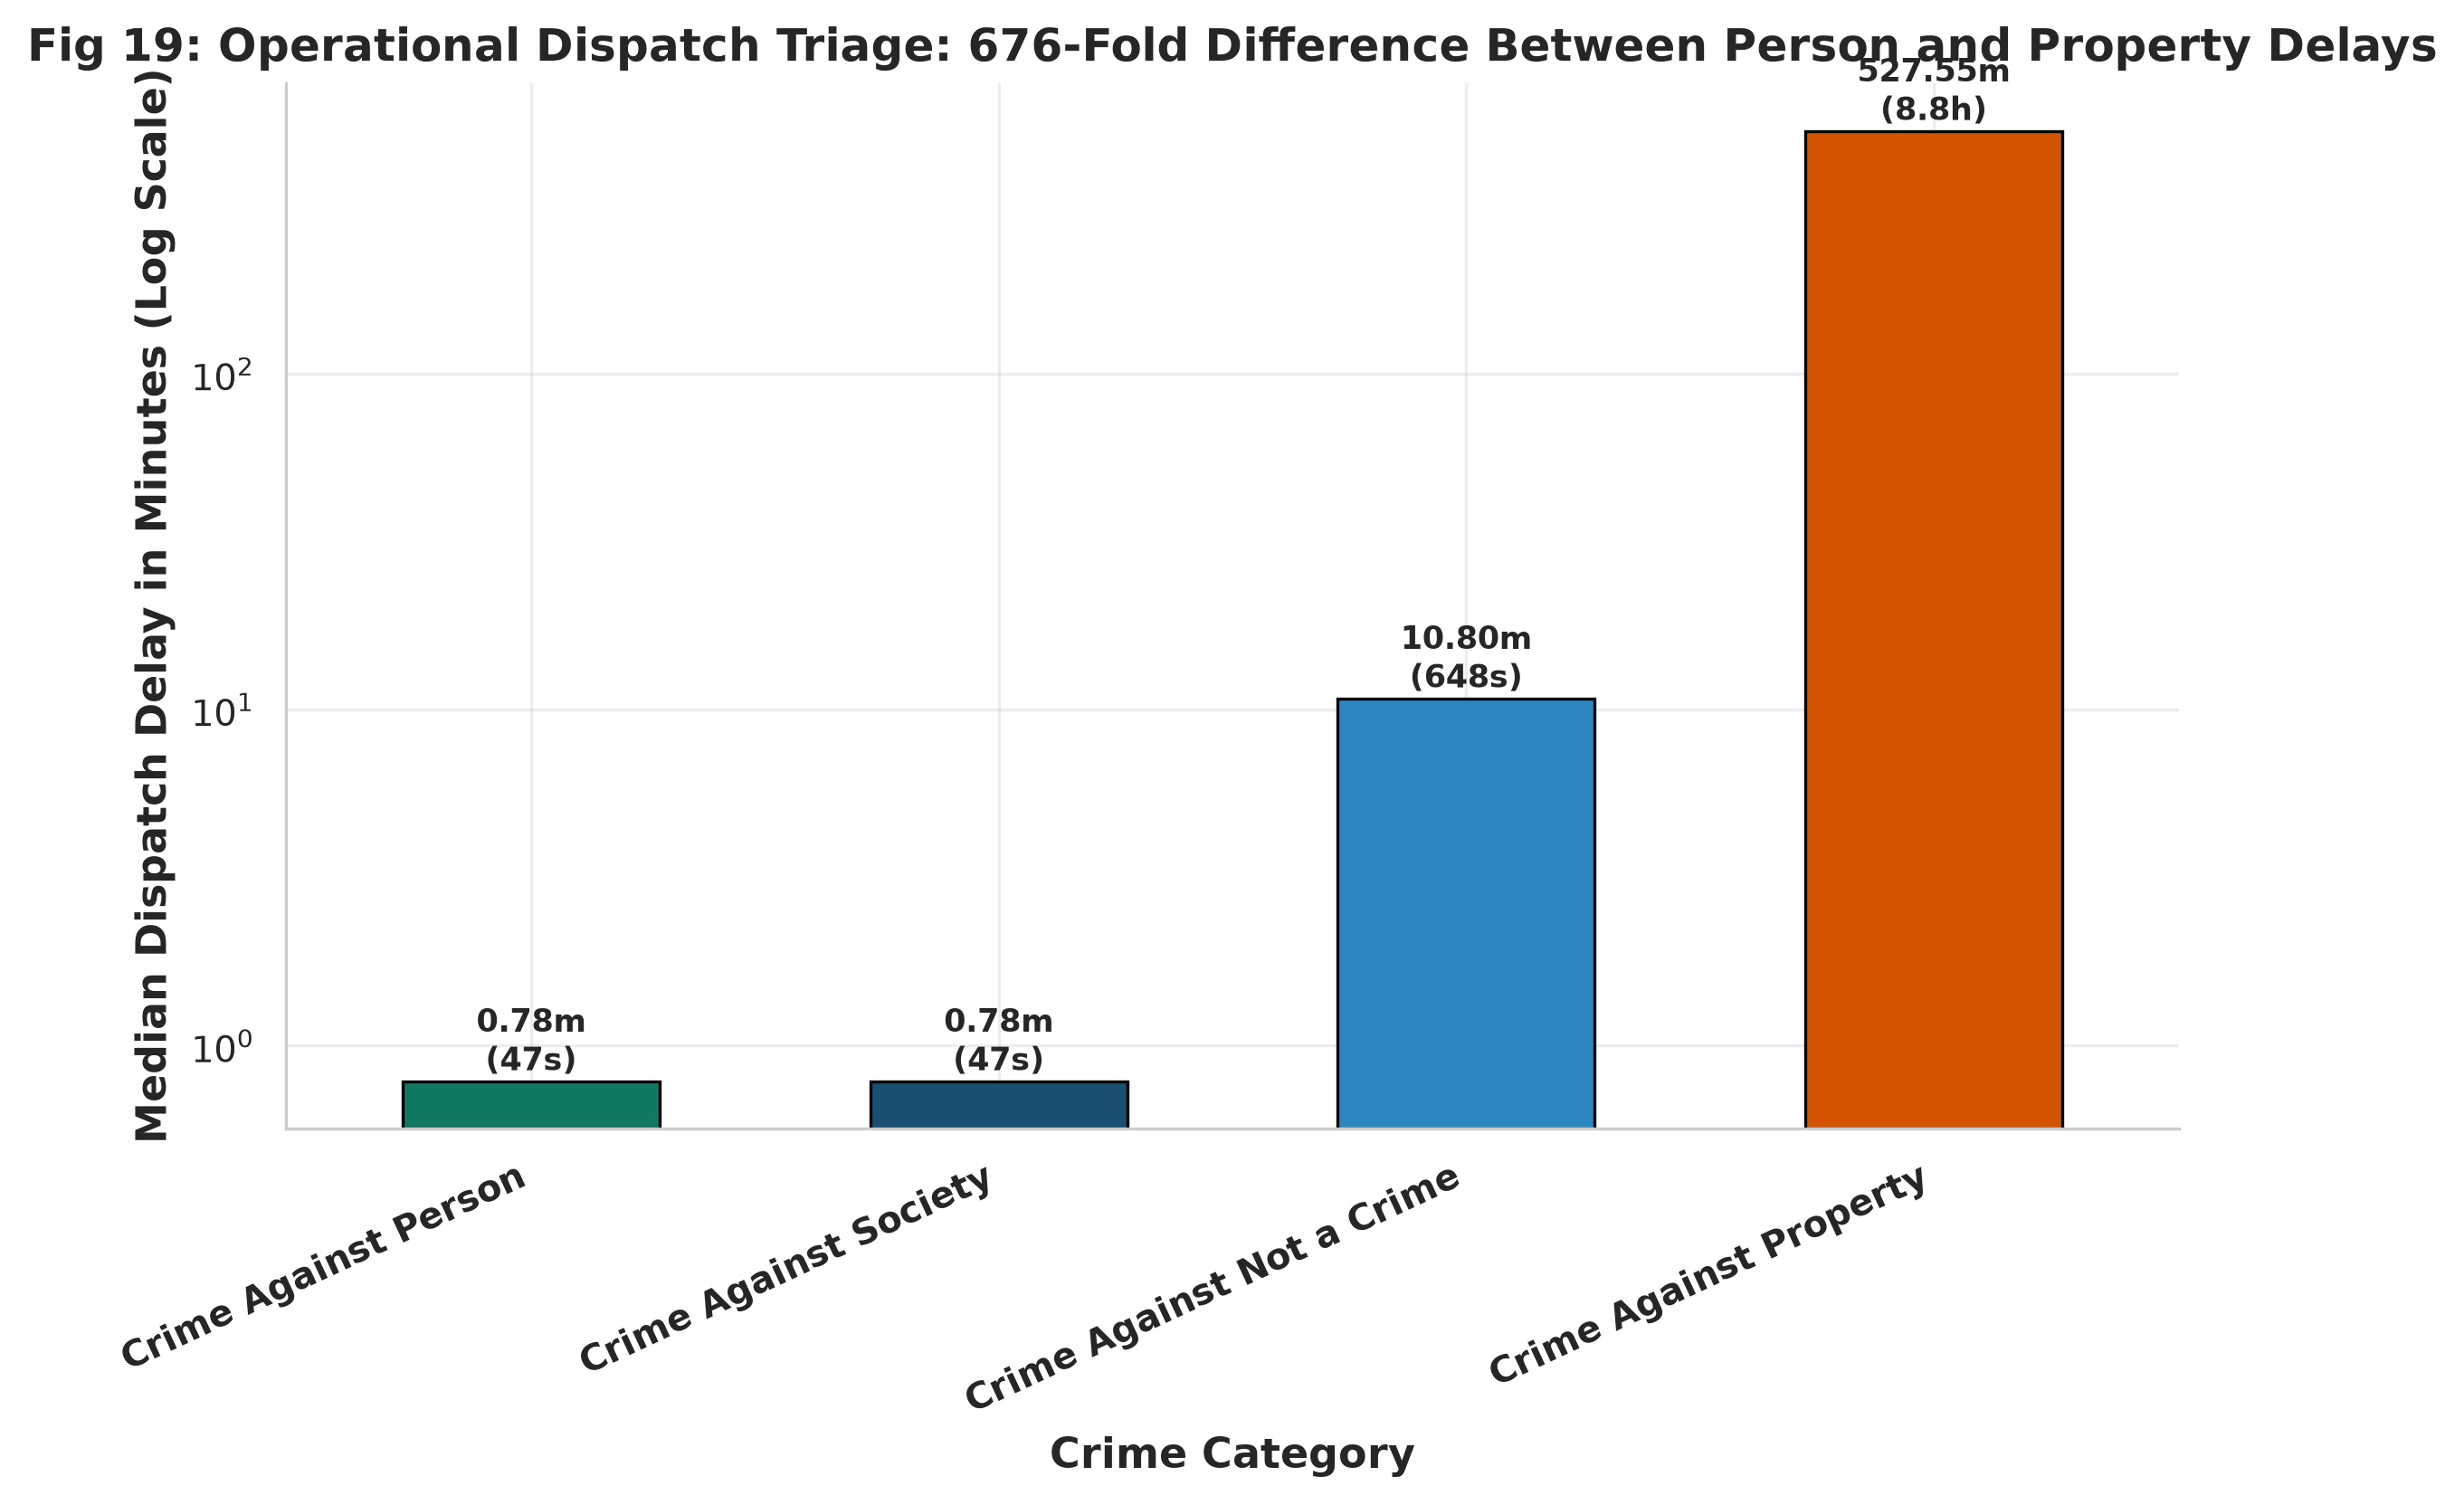 Fig 19: Operational Dispatch Triage: 676-Fold Difference Between Person and Property Delays
527.55m
(8.8h)
Median Dispatch Delay in Minutes (Log Scale)
10²
10.80m
(648s)
10¹
0.78m
(47s)
0.78m
(47s)
10⁰
Crime Against Person
Crime Against Society
Crime Against Not a Crime
Crime Against Property
Crime Category